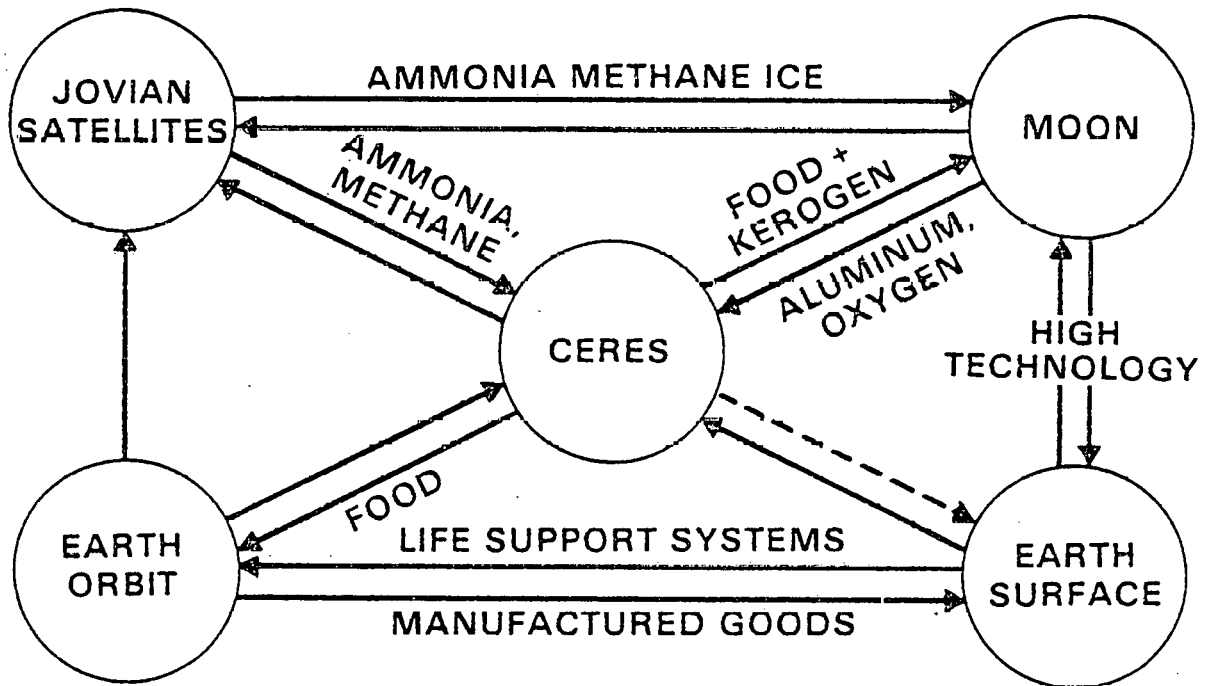 JOVIAN
SATELLITES
AMMONIA METHANE ICE
MOON
AMMONIA,
METHANE
FOOD +
KEROGEN
ALUMINUM,
OXYGEN
CERES
HIGH
TECHNOLOGY
FOOD
EARTH
ORBIT
LIFE SUPPORT SYSTEMS
MANUFACTURED GOODS
EARTH
SURFACE